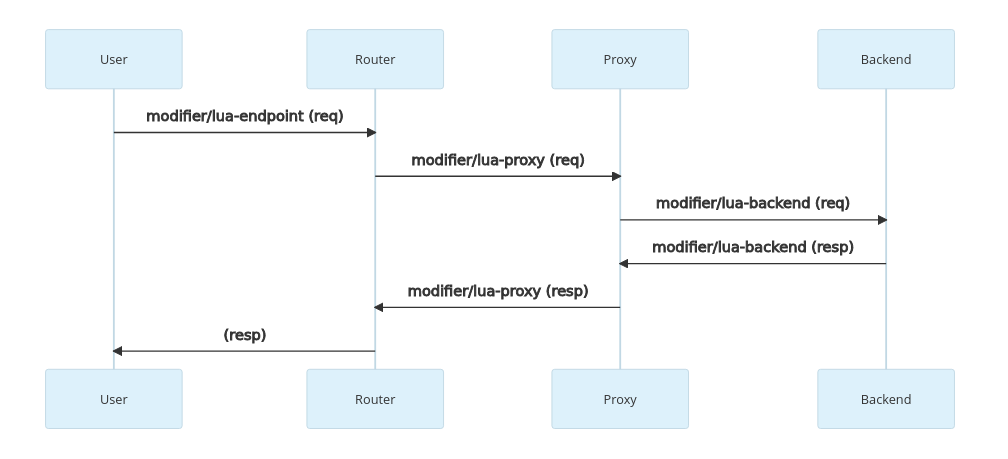 User
Router
Proxy
Backend
modifier/lua-endpoint (req)
modifier/lua-proxy (req)
modifier/lua-backend (req)
modifier/lua-backend (resp)
modifier/lua-proxy (resp)
(resp)
User
Router
Proxy
Backend